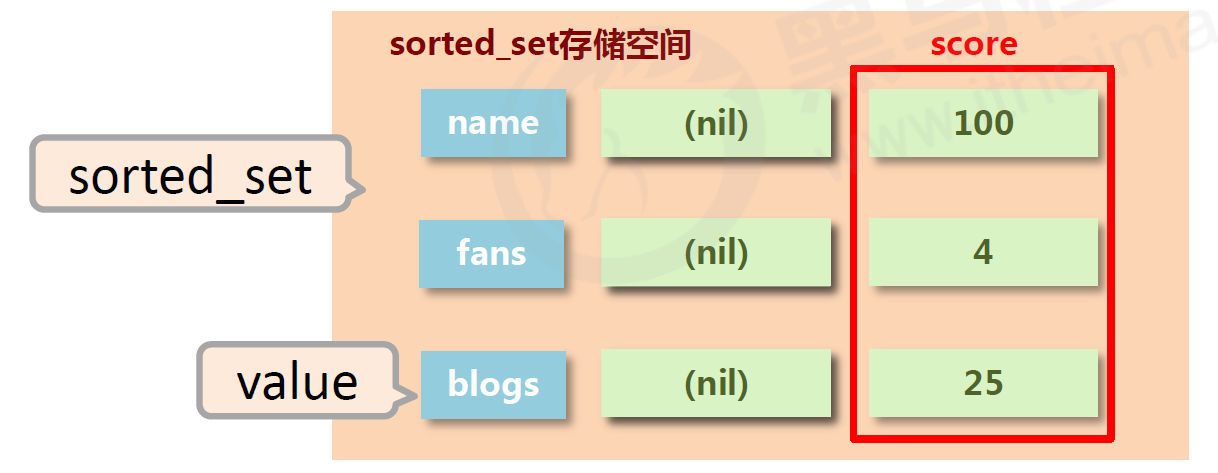 sorted_set存储空间 score
name (nil) 100
sorted_set
fans (nil) 4
value
blogs (nil) 25